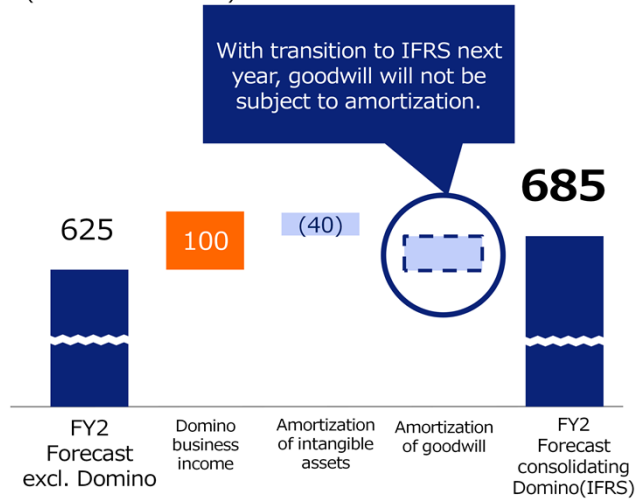 With transition to IFRS next
year, goodwill will not be
subject to amortization.
685
625
100
(40)
FY2
Forecast
excl. Domino
Domino
business
income
Amortization
of intangible
assets
Amortization
of goodwill
FY2
Forecast
consolidating
Domino(IFRS)